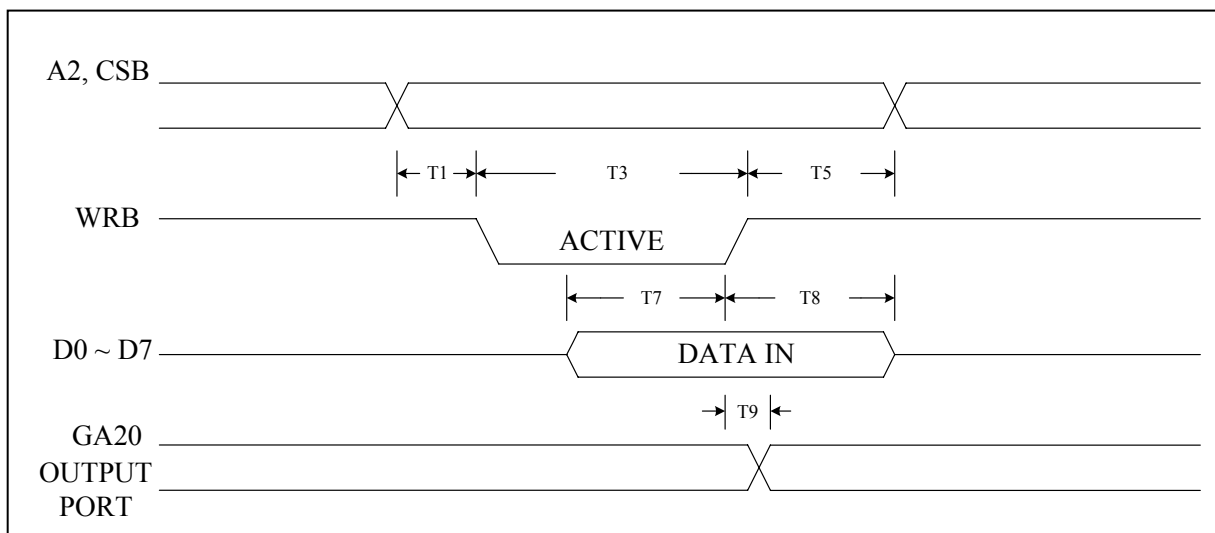 A2, CSB
T1
T3
T5
WRB
ACTIVE
T7
T8
D0 ~ D7
DATA IN
T9
GA20
OUTPUT
PORT